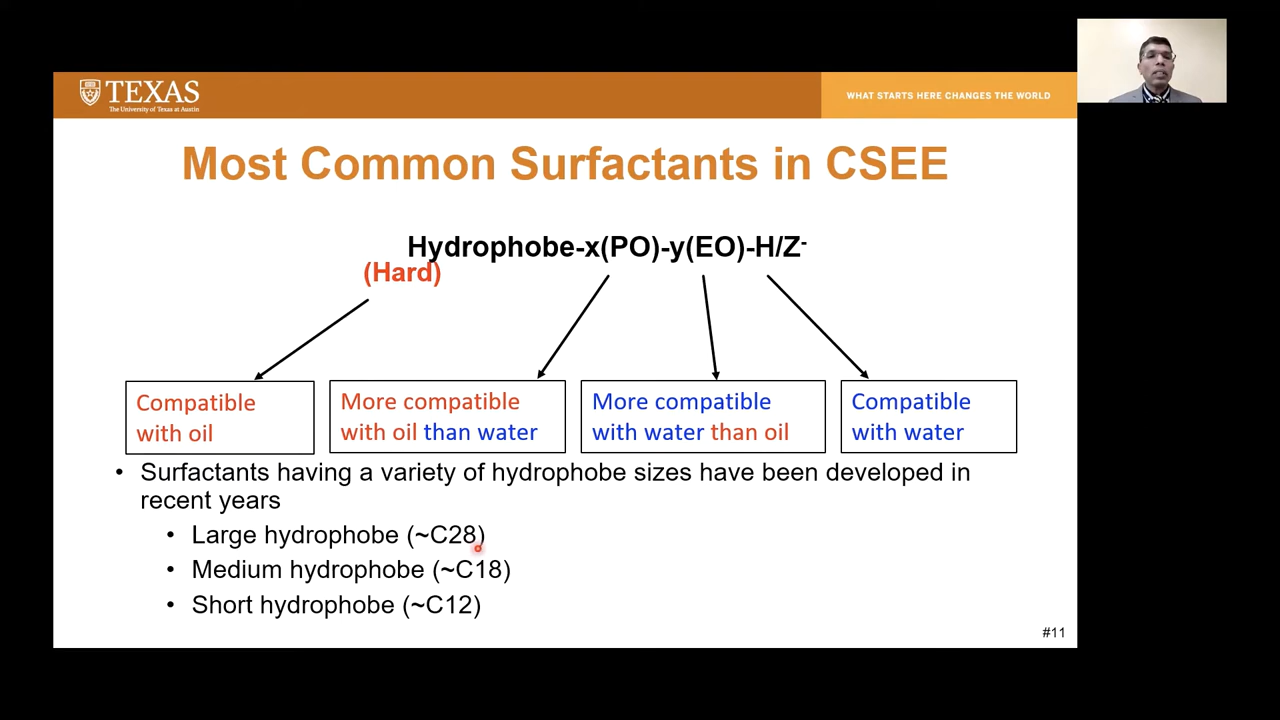 TEXAS
The University of Texas at Austin
WHAT STARTS HERE CHANGES THE WORLD
Most Common Surfactants in CSEE
Hydrophobe-x(PO)-y(EO)-H/Z-
(Hard)
Compatible
with oil
More compatible
with oil than water
More compatible
with water than oil
Compatible
with water
• Surfactants having a variety of hydrophobe sizes have been developed in
recent years
• Large hydrophobe (~C28)
• Medium hydrophobe (~C18)
• Short hydrophobe (~C12)
#11